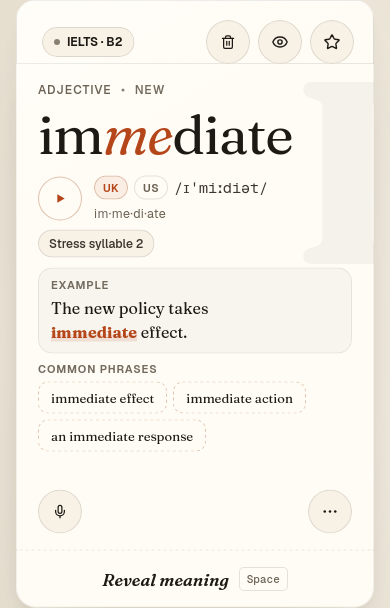 IELTS · B2
ADJECTIVE • NEW
immediate
UK US /ɪˈmiːdiət/
im·me·di·ate
Stress syllable 2
EXAMPLE
The new policy takes
immediate effect.
COMMON PHRASES
immediate effect immediate action
an immediate response
Reveal meaning Space